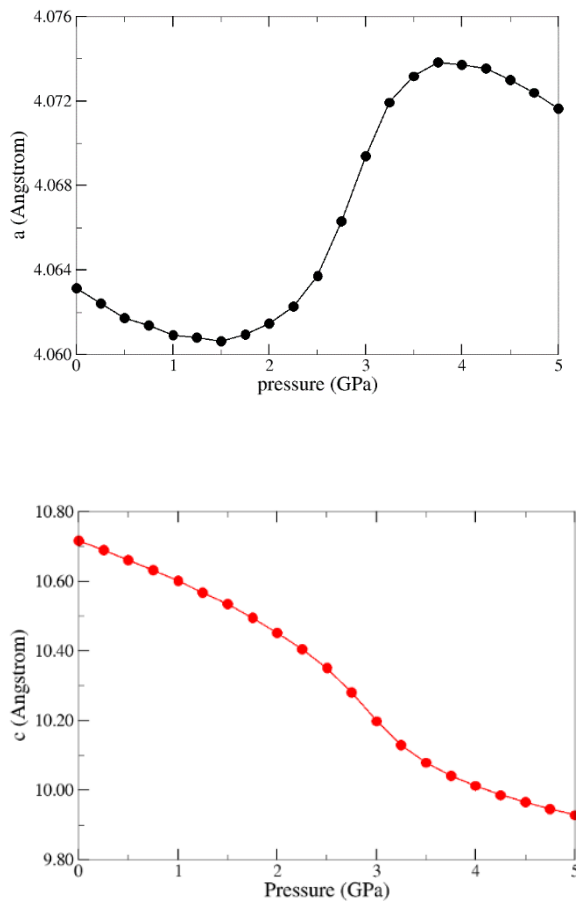 4.076
4.072
4.068
4.064
4.060
a (Angstrom)
0 1 2 3 4 5
pressure (GPa)
10.80
10.60
10.40
10.20
10.00
9.80
c (Angstrom)
0 1 2 3 4 5
Pressure (GPa)